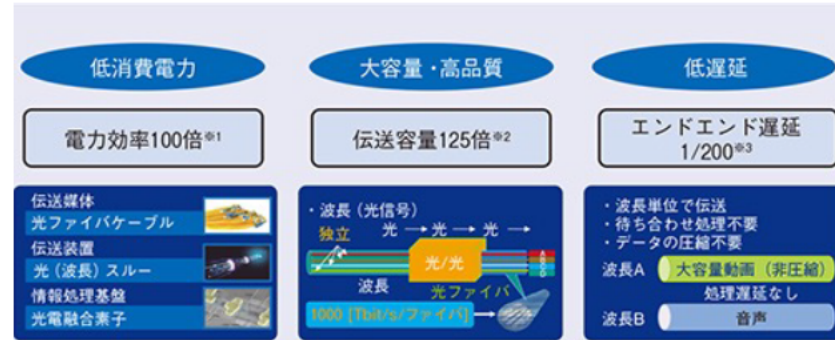 低消費電力
電力効率100倍※1
伝送媒体
光ファイバケーブル
伝送装置
光(波長)スルー
情報処理基盤
光電融合素子
大容量・高品質
伝送容量125倍※2
・波長(光信号)
独立
光→光→光→
光/光
波長
光ファイバ
1000 [Tbit/s/ファイバ]→
低遅延
エンドエンド遅延
1/200※3
・波長単位で伝送
・待ち合わせ処理不要
・データの圧縮不要
波長A 大容量動画(非圧縮)
処理遅延なし
波長B 音声